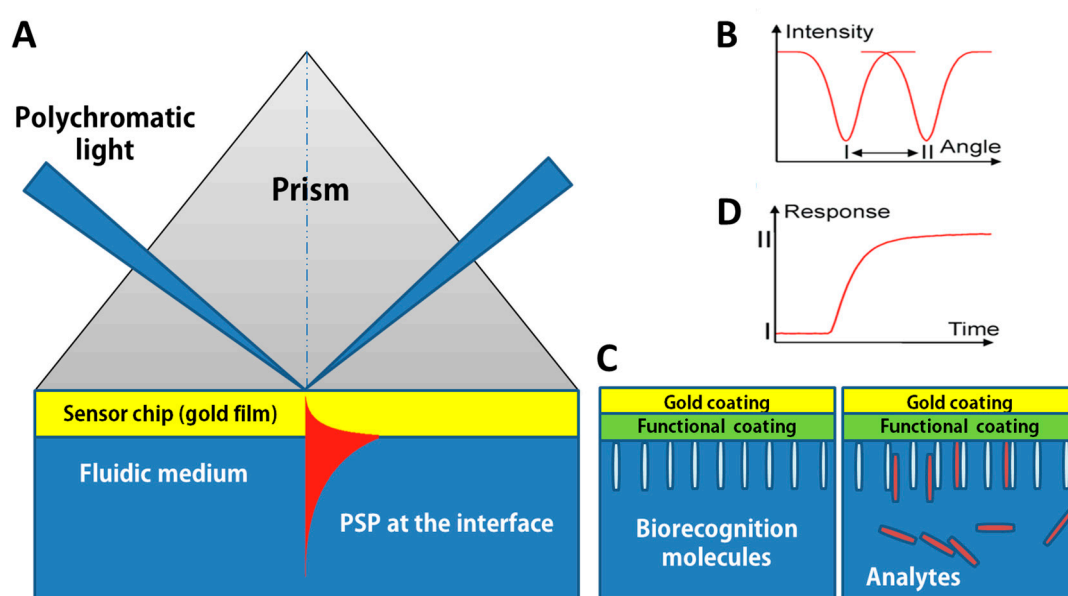 A
Polychromatic
light
Prism
Sensor chip (gold film)
Fluidic medium
PSP at the interface
B
Intensity
I
II
Angle
D
Response
II
I
Time
C
Gold coating
Functional coating
Biorecognition
molecules
Gold coating
Functional coating
Analytes